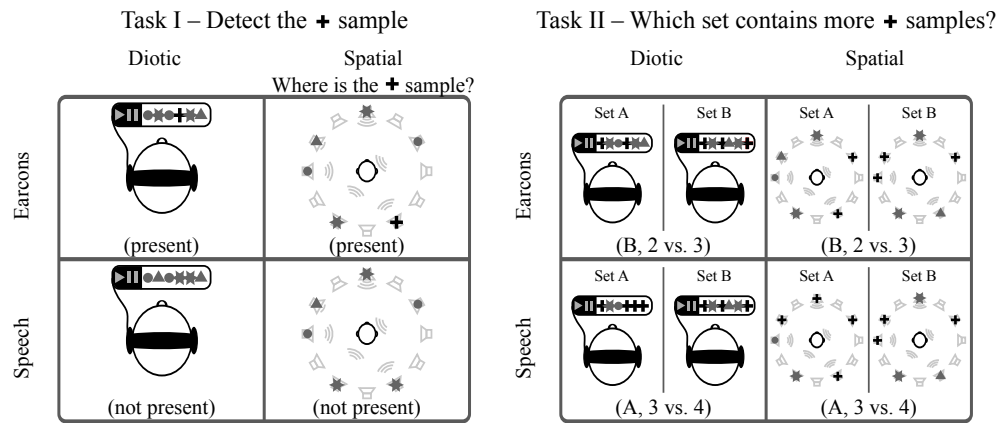 Task I – Detect the + sample
Diotic
Spatial
Where is the + sample?
Earcons
(present)
(present)
Speech
(not present)
(not present)
Task II – Which set contains more + samples?
Diotic
Spatial
Earcons
Set A
Set B
Set A
Set B
(B, 2 vs. 3)
(B, 2 vs. 3)
Speech
Set A
Set B
Set A
Set B
(A, 3 vs. 4)
(A, 3 vs. 4)